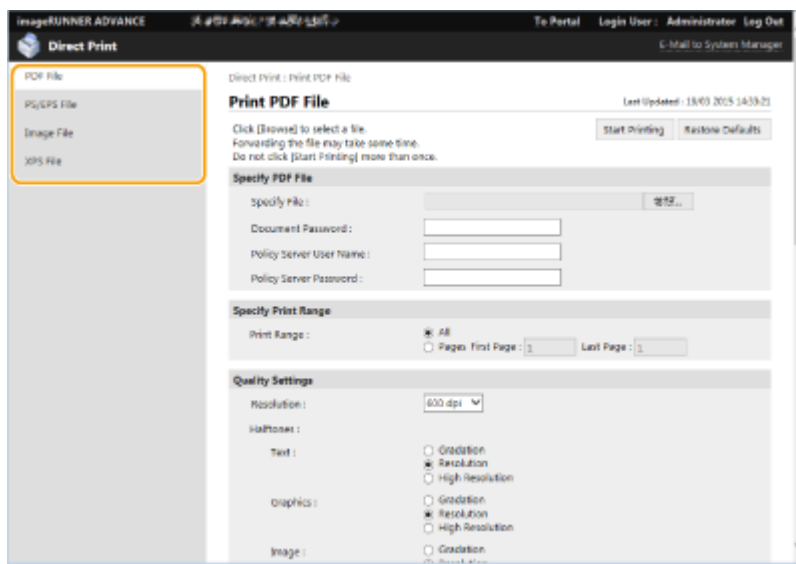 imageRUNNER ADVANCE
To Portal Login User : Administrator Log Out
Direct Print
E-Mail to System Manager
PDF File
PS/EPS File
Image File
XPS File
Direct Print : Print PDF File
Print PDF File
Last Updated : 19/03 2015 14:33:21
Click [Browse] to select a file.
Forwarding the file may take some time.
Do not click [Start Printing] more than once.
Start Printing Restore Defaults
Specify PDF File
Specify File :
Document Password :
Policy Server User Name :
Policy Server Password :
Specify Print Range
Print Range :
All
Pages First Page : 1 Last Page : 1
Quality Settings
Resolution : 600 dpi
Halftones :
Text :
Gradation
Resolution
High Resolution
Graphics :
Gradation
Resolution
High Resolution
Image :
Gradation